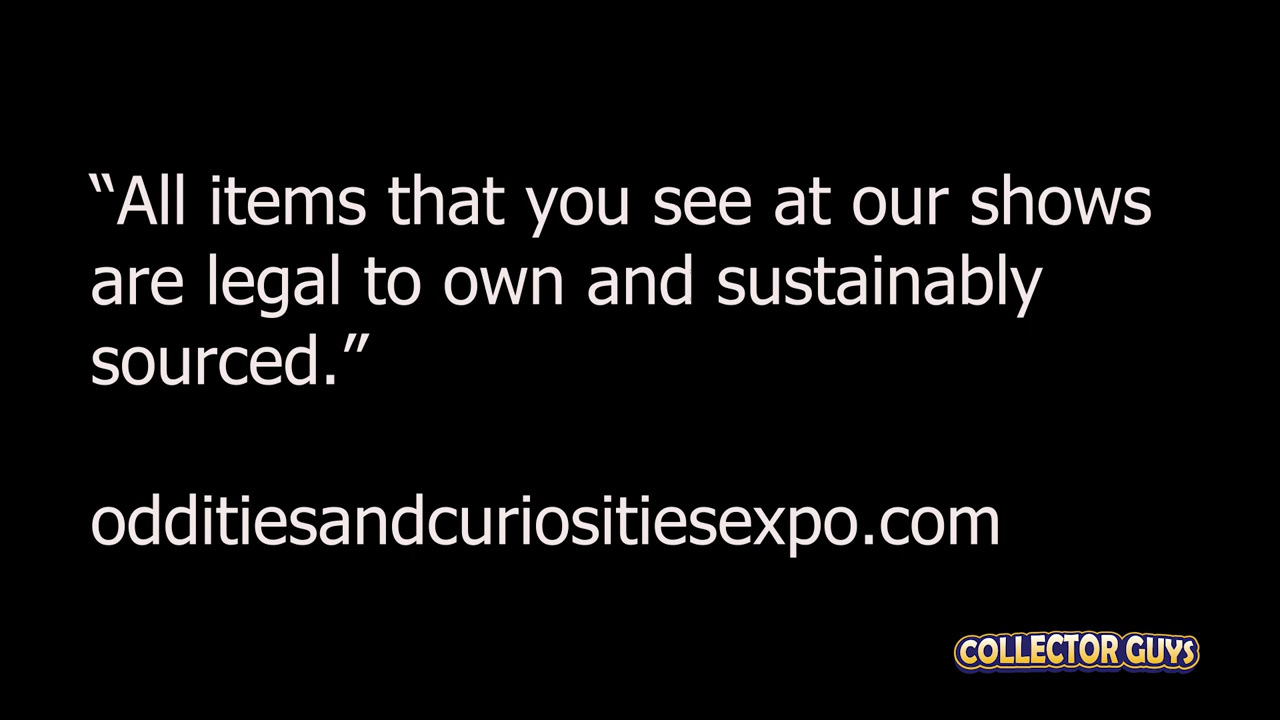 “All items that you see at our shows
are legal to own and sustainably
sourced.”
odditiesandcuriositiesexpo.com
COLLECTOR GUYS